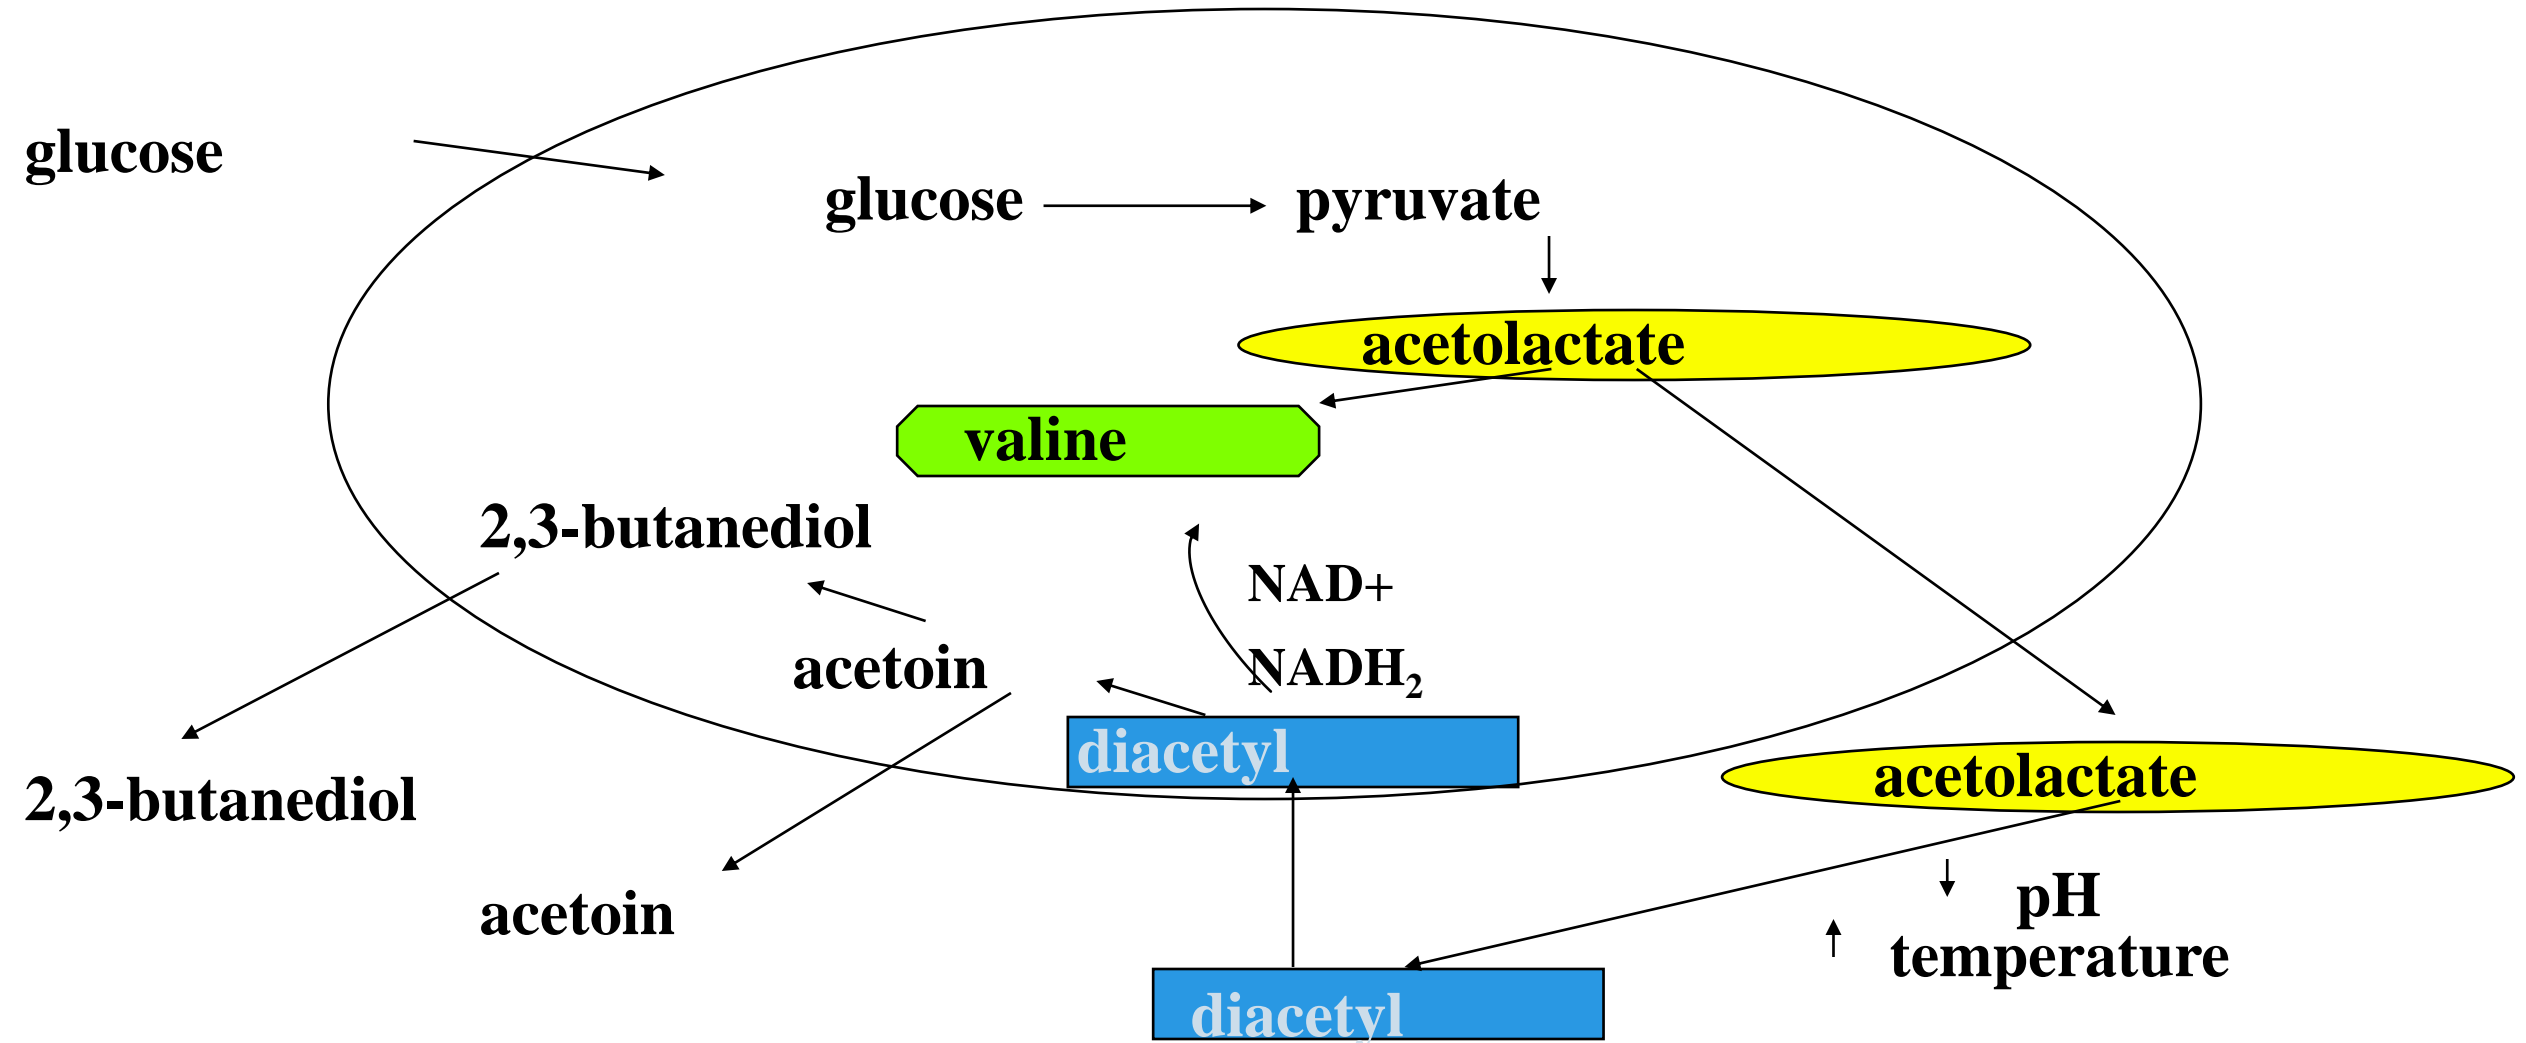 glucose
glucose
pyruvate
acetolactate
valine
2,3-butanediol
NAD+
acetoin
NADH₂
diacetyl
acetolactate
2,3-butanediol
pH
acetoin
temperature
diacetyl